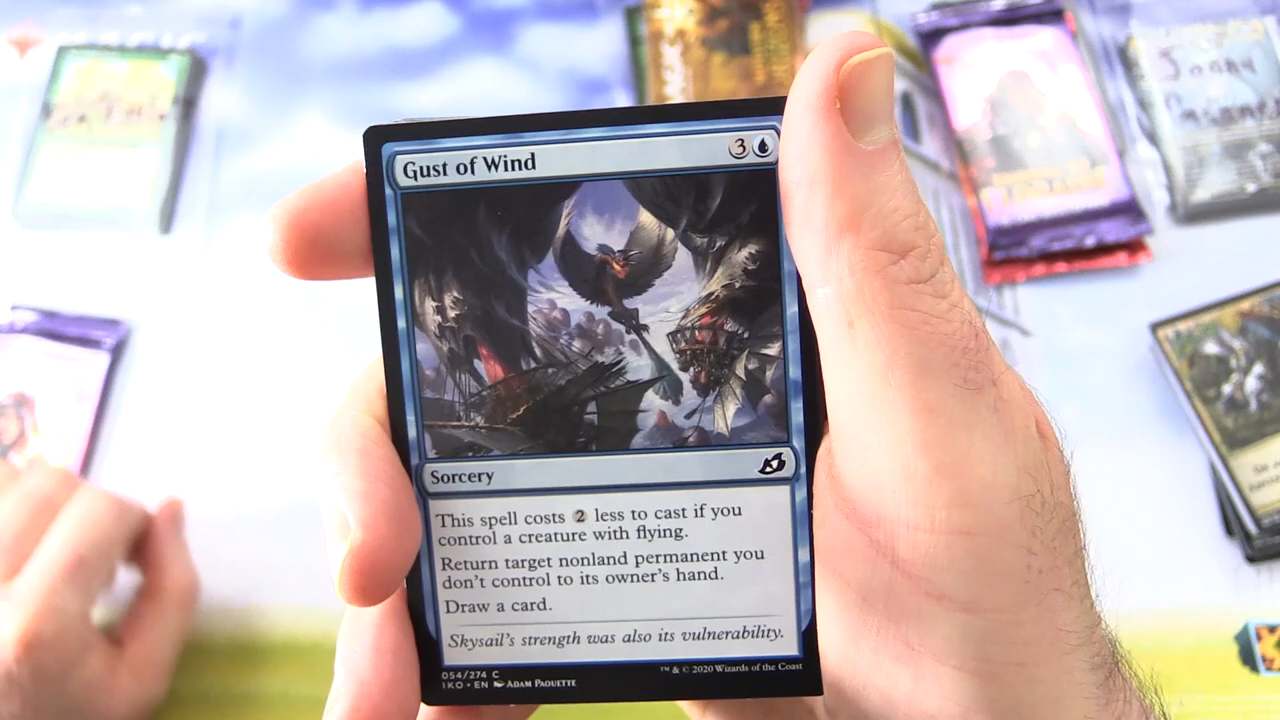 MAGIC
Gust of Wind
3
Sorcery
This spell costs 2 less to cast if you
control a creature with flying.
Return target nonland permanent you
don't control to its owner's hand.
Draw a card.
Skysail's strength was also its vulnerability.
054/274 C
IKO • EN ADAM PAQUETTE
™ & © 2020 Wizards of the Coast